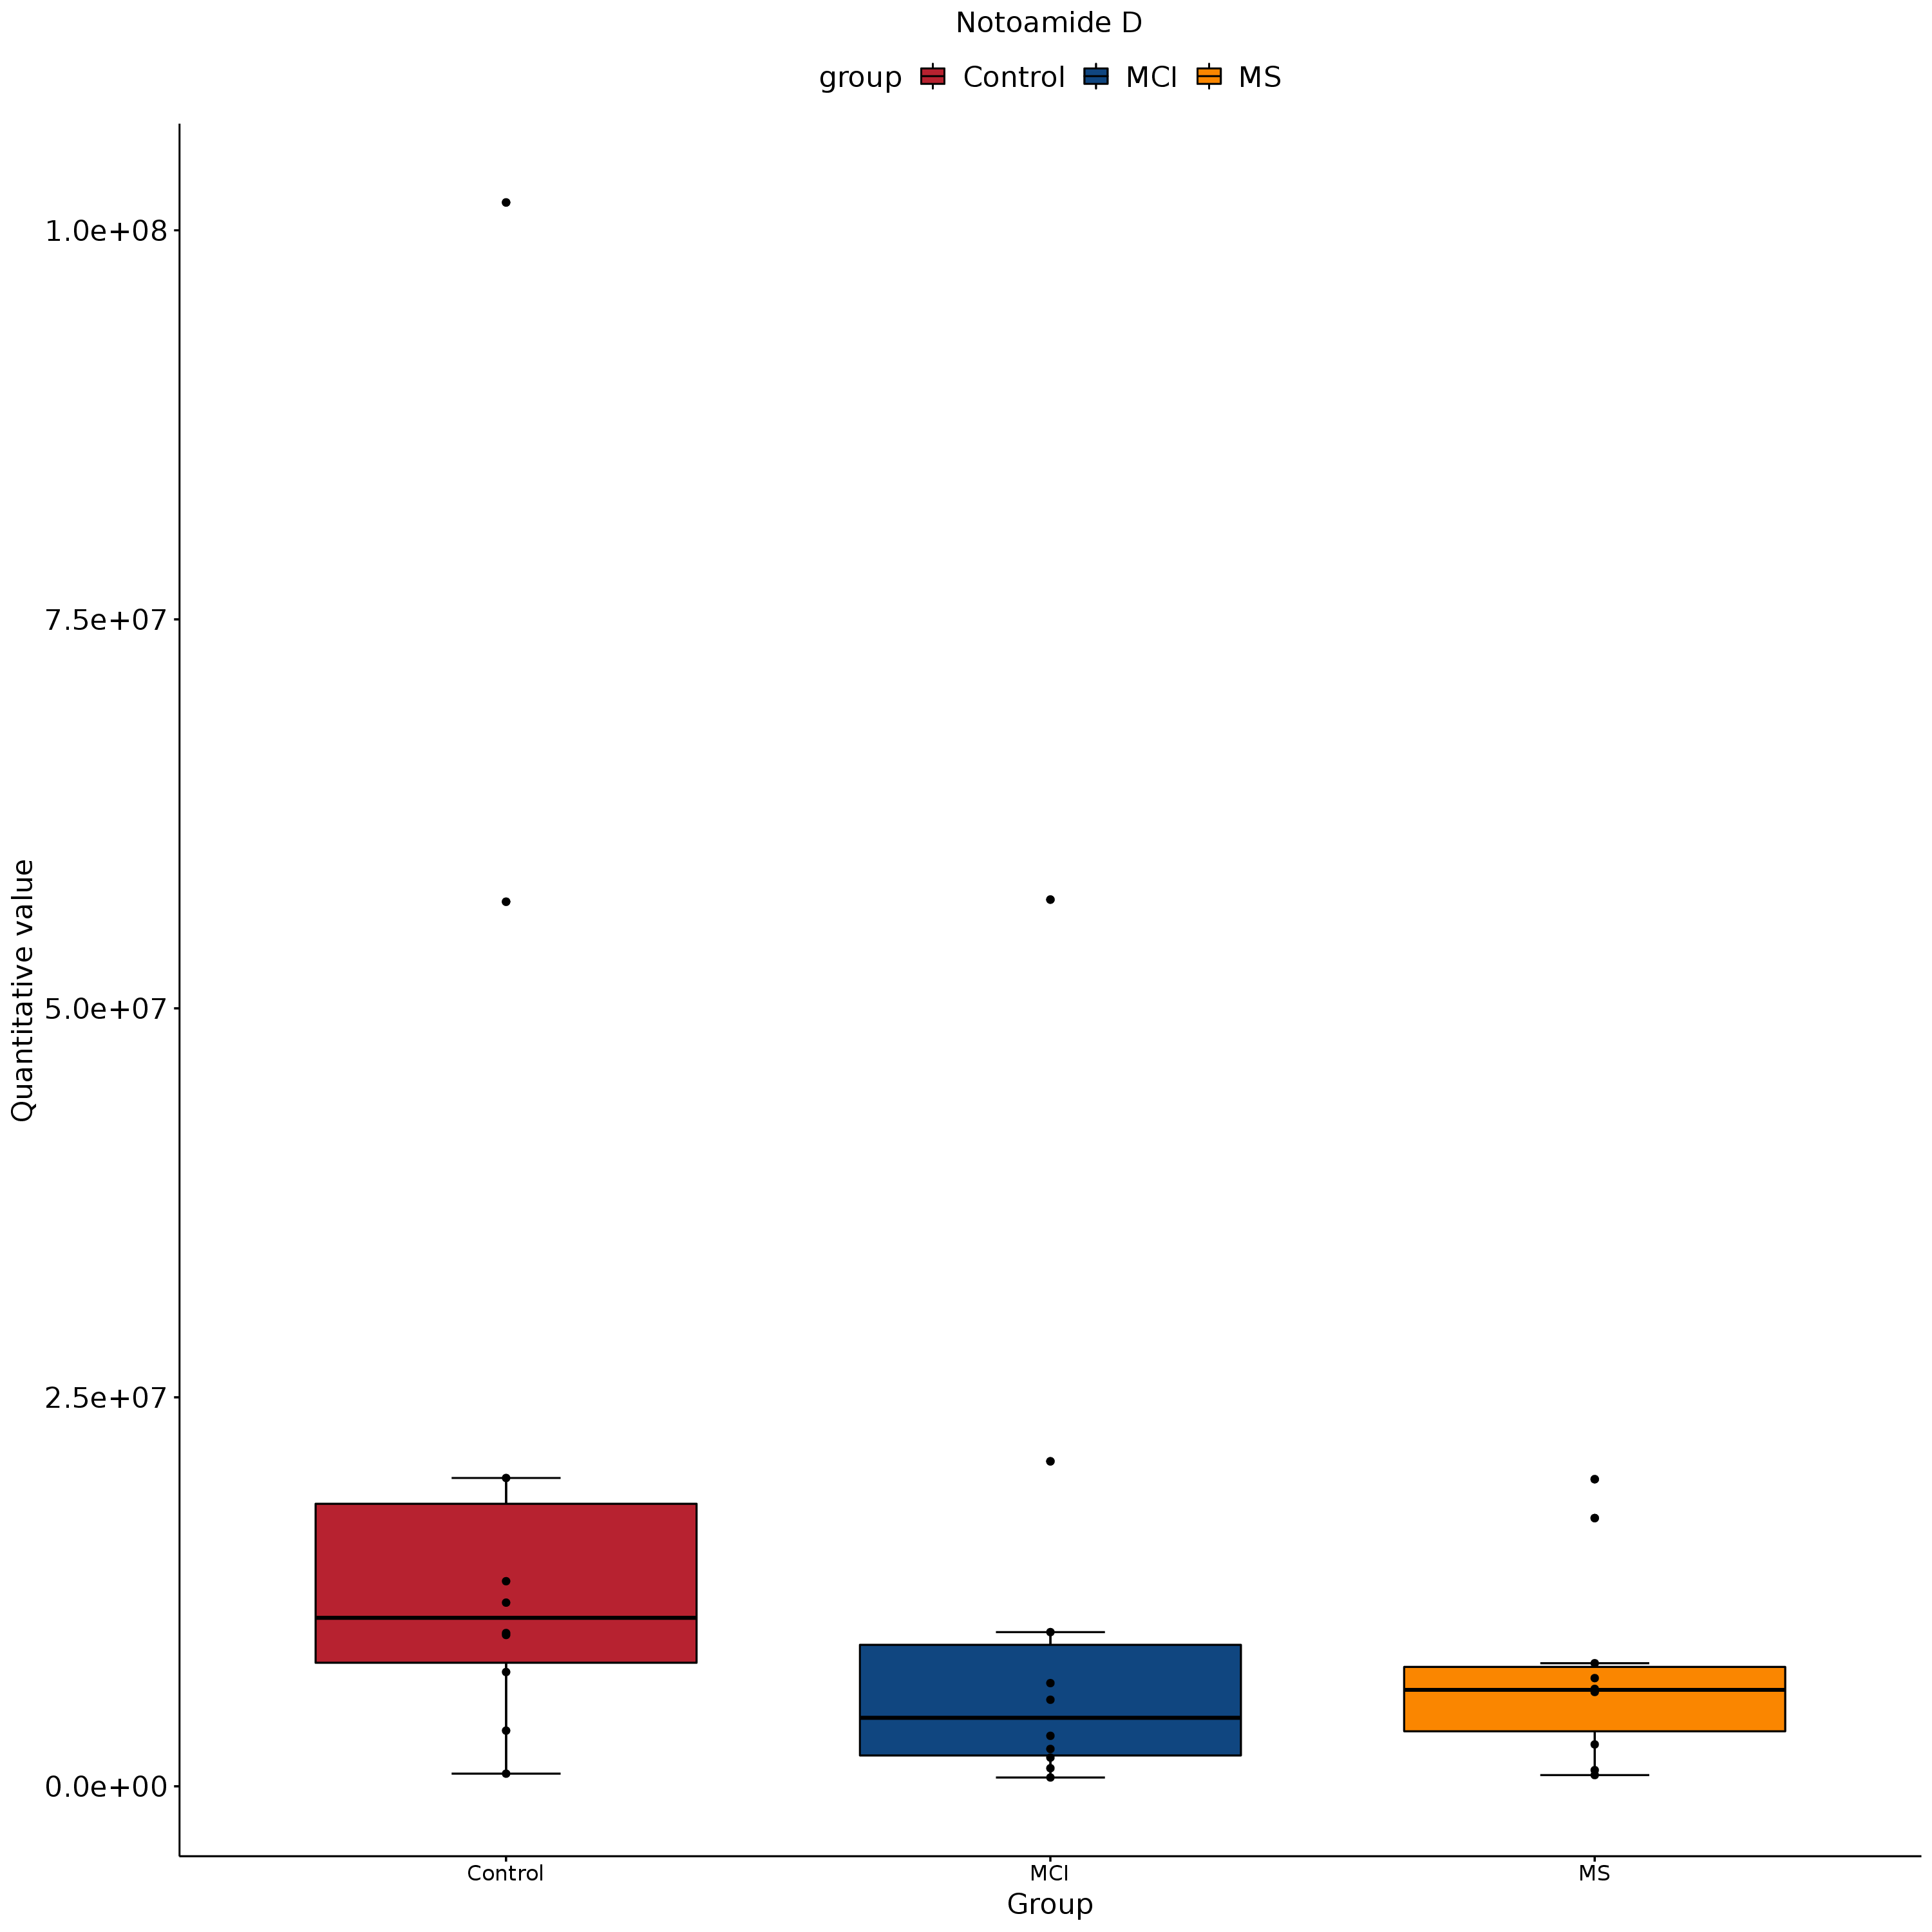 Notoamide D
group Control MCI MS
Quantitative value
1.0e+08
7.5e+07
5.0e+07
2.5e+07
0.0e+00
Control MCI MS
Group